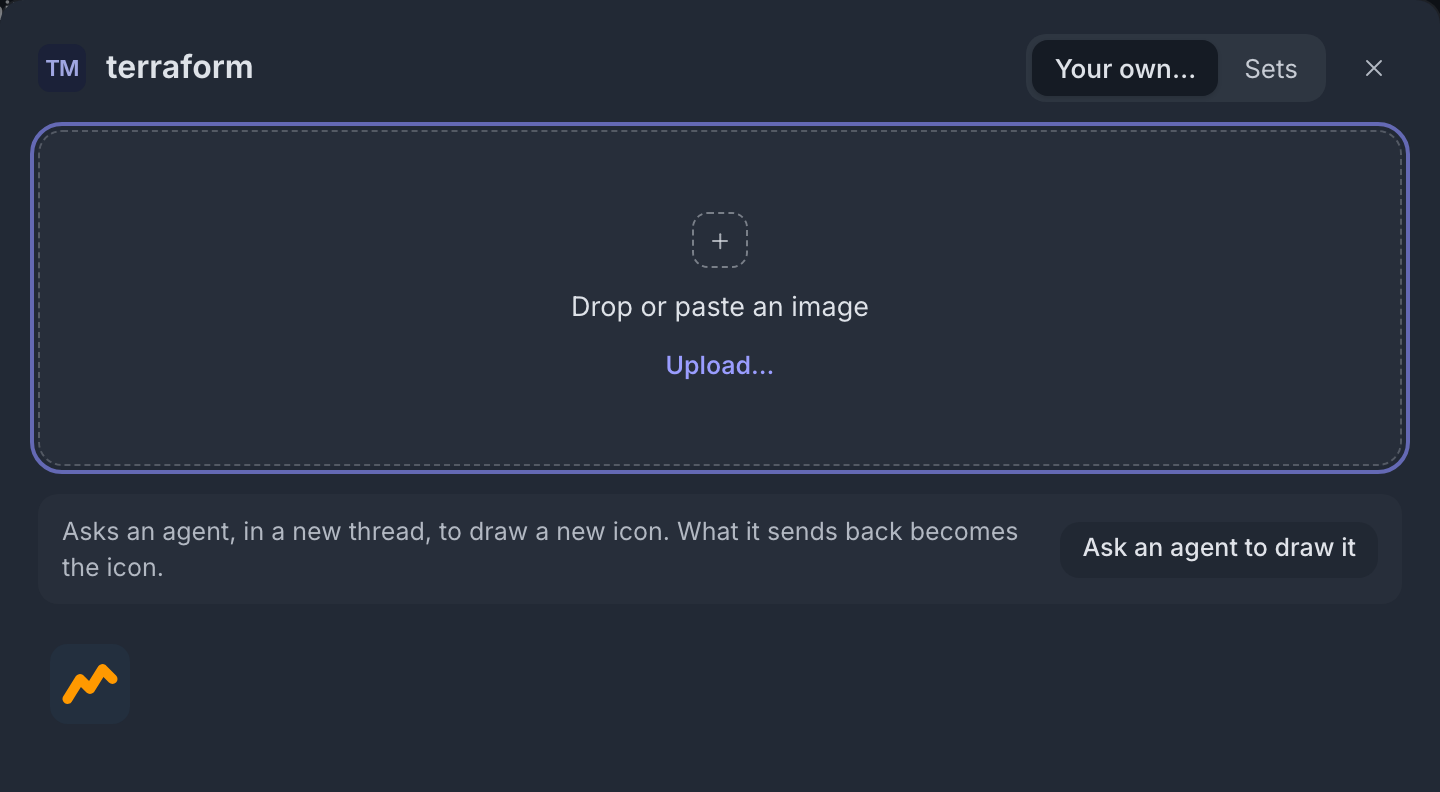 TM terraform
Your own...
Sets
Drop or paste an image
Upload...
Asks an agent, in a new thread, to draw a new icon. What it sends back becomes
the icon.
Ask an agent to draw it